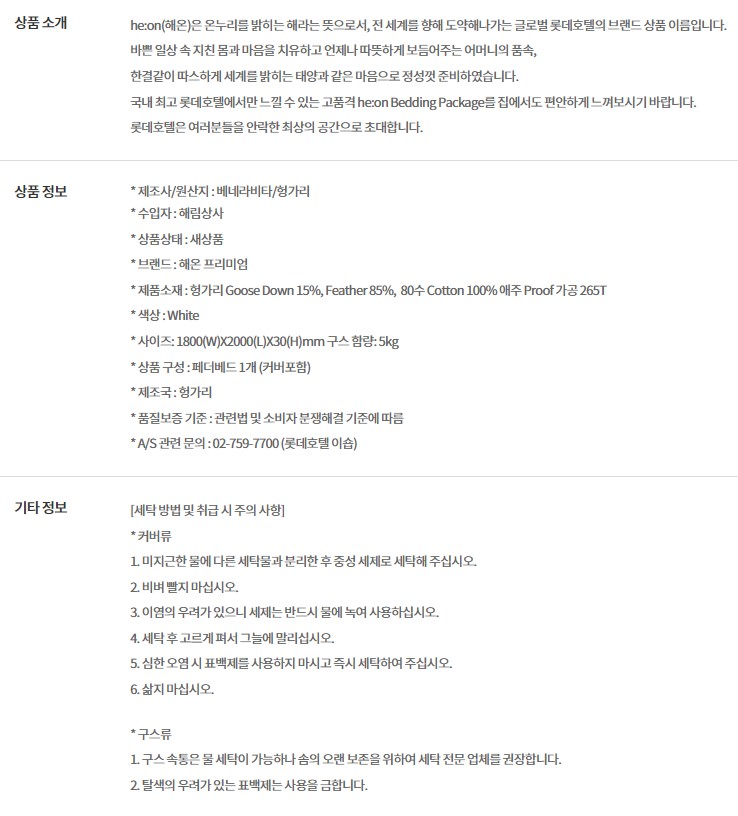 상품 소개
he:on(해온)은 온누리를 밝히는 해라는 뜻으로서, 전 세계를 향해 도약해나가는 글로벌 롯데호텔의 브랜드 상품 이름입니다.
바쁜 일상 속 지친 몸과 마음을 치유하고 언제나 따뜻하게 보듬어주는 어머니의 품속,
한결같이 따스하게 세계를 밝히는 태양과 같은 마음으로 정성껏 준비하였습니다.
국내 최고 롯데호텔에서만 느낄 수 있는 고품격 he:on Bedding Package를 집에서도 편안하게 느껴보시기 바랍니다.
롯데호텔은 여러분들을 안락한 최상의 공간으로 초대합니다.
상품 정보
* 제조사/원산지 : 베네라비타/헝가리
* 수입자 : 해림상사
* 상품상태 : 새상품
* 브랜드 : 해온 프리미엄
* 제품소재 : 헝가리 Goose Down 15%, Feather 85%, 80수 Cotton 100% 애주 Proof 가공 265T
* 색상 : White
* 사이즈: 1800(W)X2000(L)X30(H)mm 구스 함량: 5kg
* 상품 구성 : 페더베드 1개 (커버포함)
* 제조국 : 헝가리
* 품질보증 기준 : 관련법 및 소비자 분쟁해결 기준에 따름
* A/S 관련 문의 : 02-759-7700 (롯데호텔 이숍)
기타 정보
[세탁 방법 및 취급 시 주의 사항]
* 커버류
1. 미지근한 물에 다른 세탁물과 분리한 후 중성 세제로 세탁해 주십시오.
2. 비벼 빨지 마십시오.
3. 이염의 우려가 있으니 세제는 반드시 물에 녹여 사용하십시오.
4. 세탁 후 고르게 펴서 그늘에 말리십시오.
5. 심한 오염 시 표백제를 사용하지 마시고 즉시 세탁하여 주십시오.
6. 삶지 마십시오.
* 구스류
1. 구스 속통은 물 세탁이 가능하나 솜의 오랜 보존을 위하여 세탁 전문 업체를 권장합니다.
2. 탈색의 우려가 있는 표백제는 사용을 금합니다.